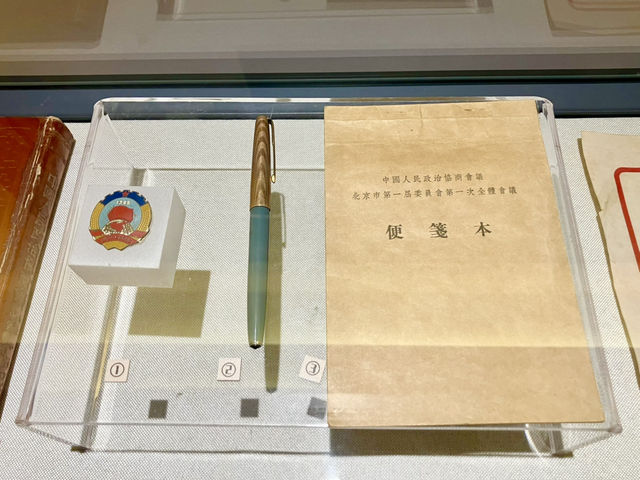 中國人民政治協商會議
北京市第一届委員會第一次全體會議
便箋本
①
②
③